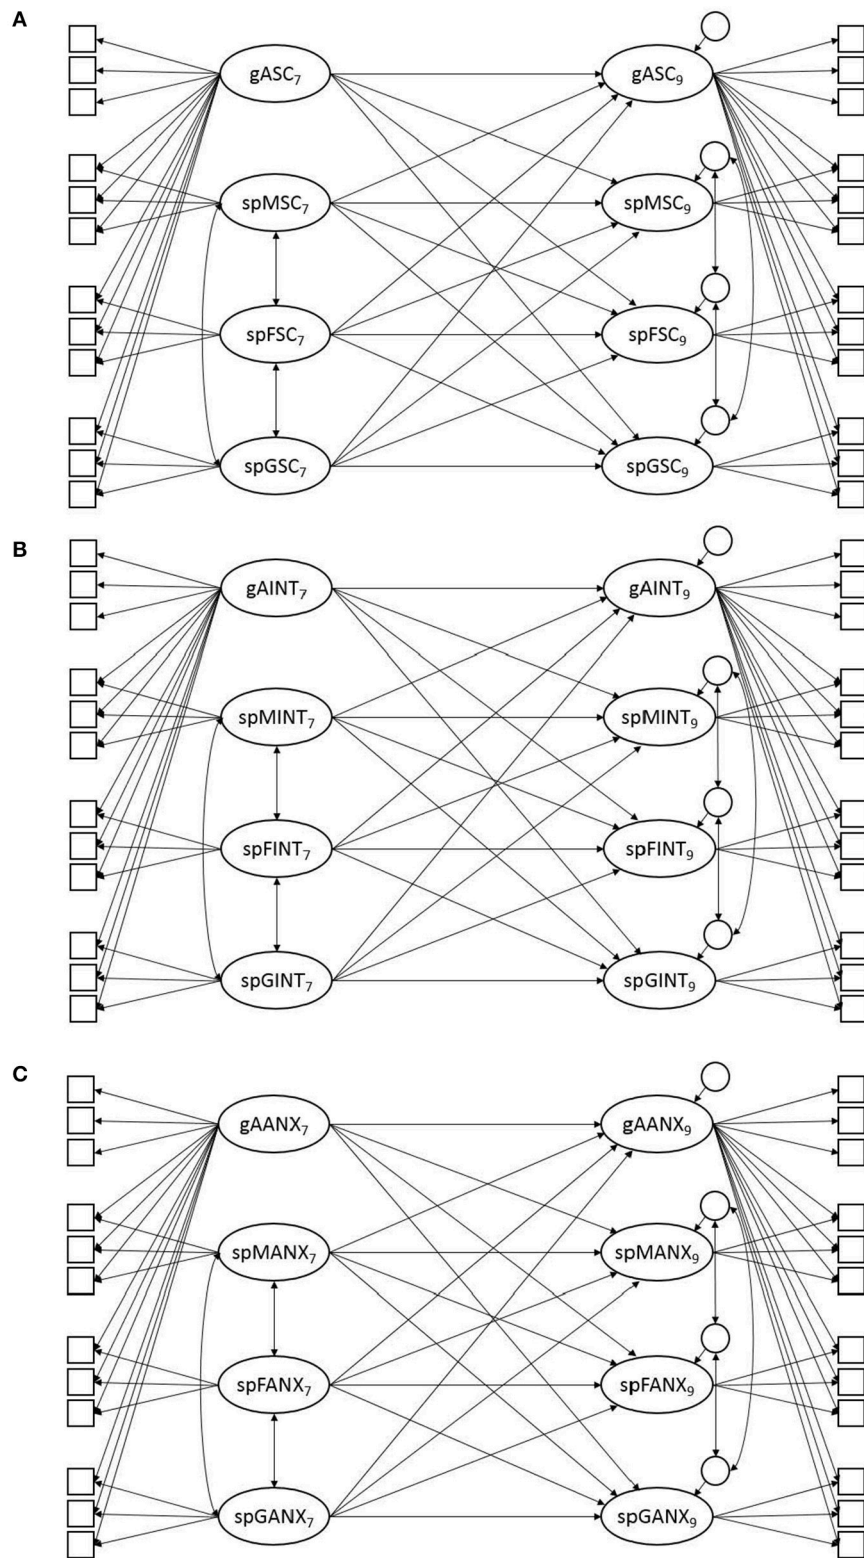 A
gASC₇ gASC₉
spMSC₇ spMSC₉
spFSC₇ spFSC₉
spGSC₇ spGSC₉
B
gAINT₇ gAINT₉
spMINT₇ spMINT₉
spFINT₇ spFINT₉
spGINT₇ spGINT₉
C
gAANX₇ gAANX₉
spMANX₇ spMANX₉
spFANX₇ spFANX₉
spGANX₇ spGANX₉